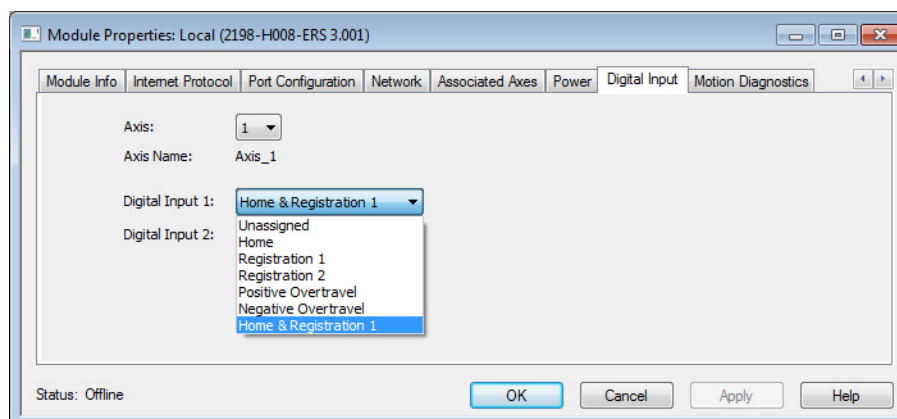 Module Properties: Local (2198-H008-ERS 3.001)
Module Info Internet Protocol Port Configuration Network Associated Axes Power Digital Input Motion Diagnostics
Axis: 1
Axis Name: Axis_1
Digital Input 1: Home & Registration 1
Digital Input 2:
Unassigned
Home
Registration 1
Registration 2
Positive Overtravel
Negative Overtravel
Home & Registration 1
Status: Offline
OK Cancel Apply Help